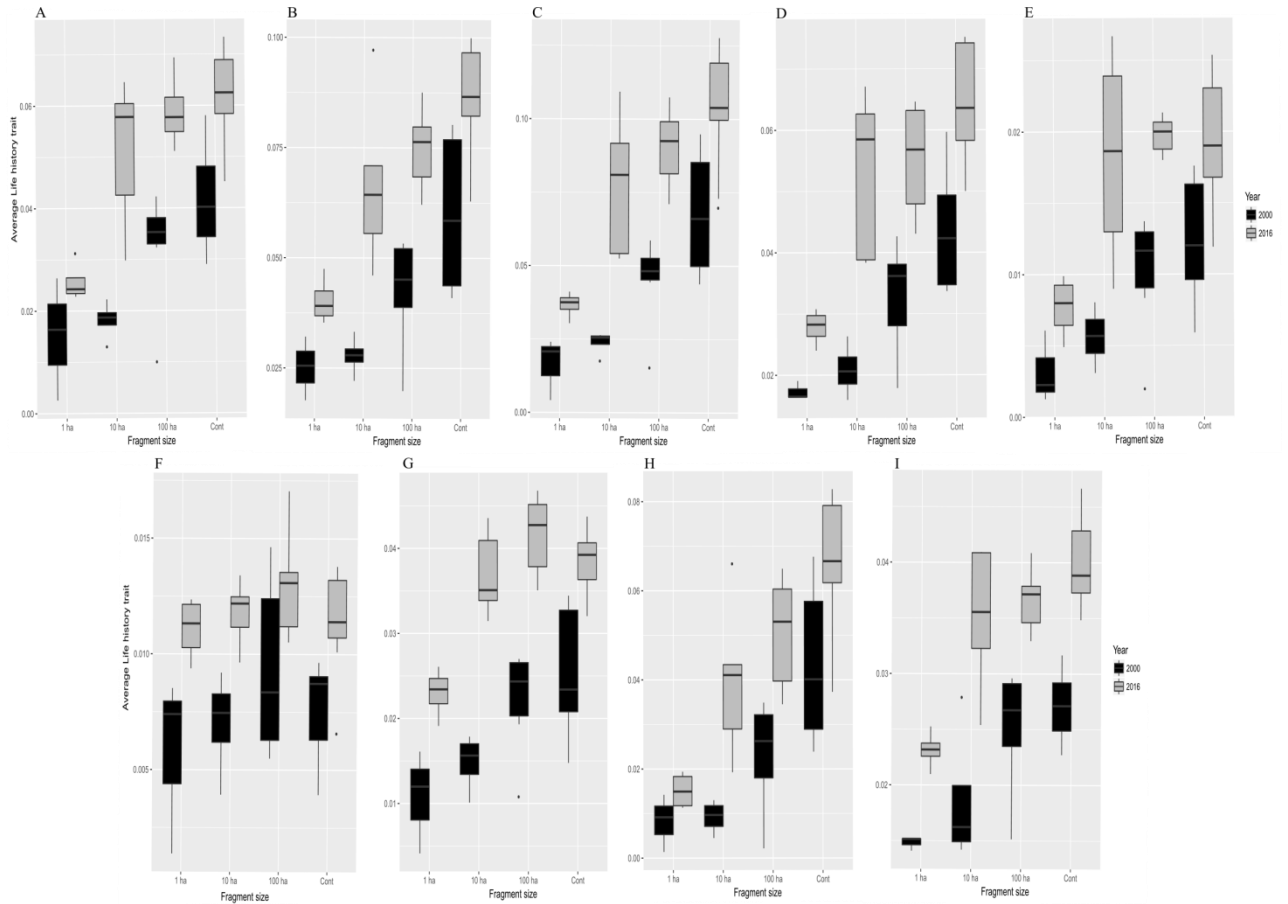 A
B
C
D
E
Average Life history trait
0.06
0.04
0.02
0.00
1 ha 10 ha 100 ha Cont
Fragment size
0.100
0.075
0.050
0.025
1 ha 10 ha 100 ha Cont
Fragment size
0.10
0.05
0.00
1 ha 10 ha 100 ha Cont
Fragment size
0.06
0.04
0.02
1 ha 10 ha 100 ha Cont
Fragment size
0.02
0.01
0.00
1 ha 10 ha 100 ha Cont
Fragment size
Year
2000
2016
F
G
H
I
Average Life history trait
0.015
0.010
0.005
1 ha 10 ha 100 ha Cont
Fragment size
0.04
0.03
0.02
0.01
1 ha 10 ha 100 ha Cont
Fragment size
0.08
0.06
0.04
0.02
0.00
1 ha 10 ha 100 ha Cont
Fragment size
0.04
0.03
0.02
1 ha 10 ha 100 ha Cont
Fragment size
Year
2000
2016